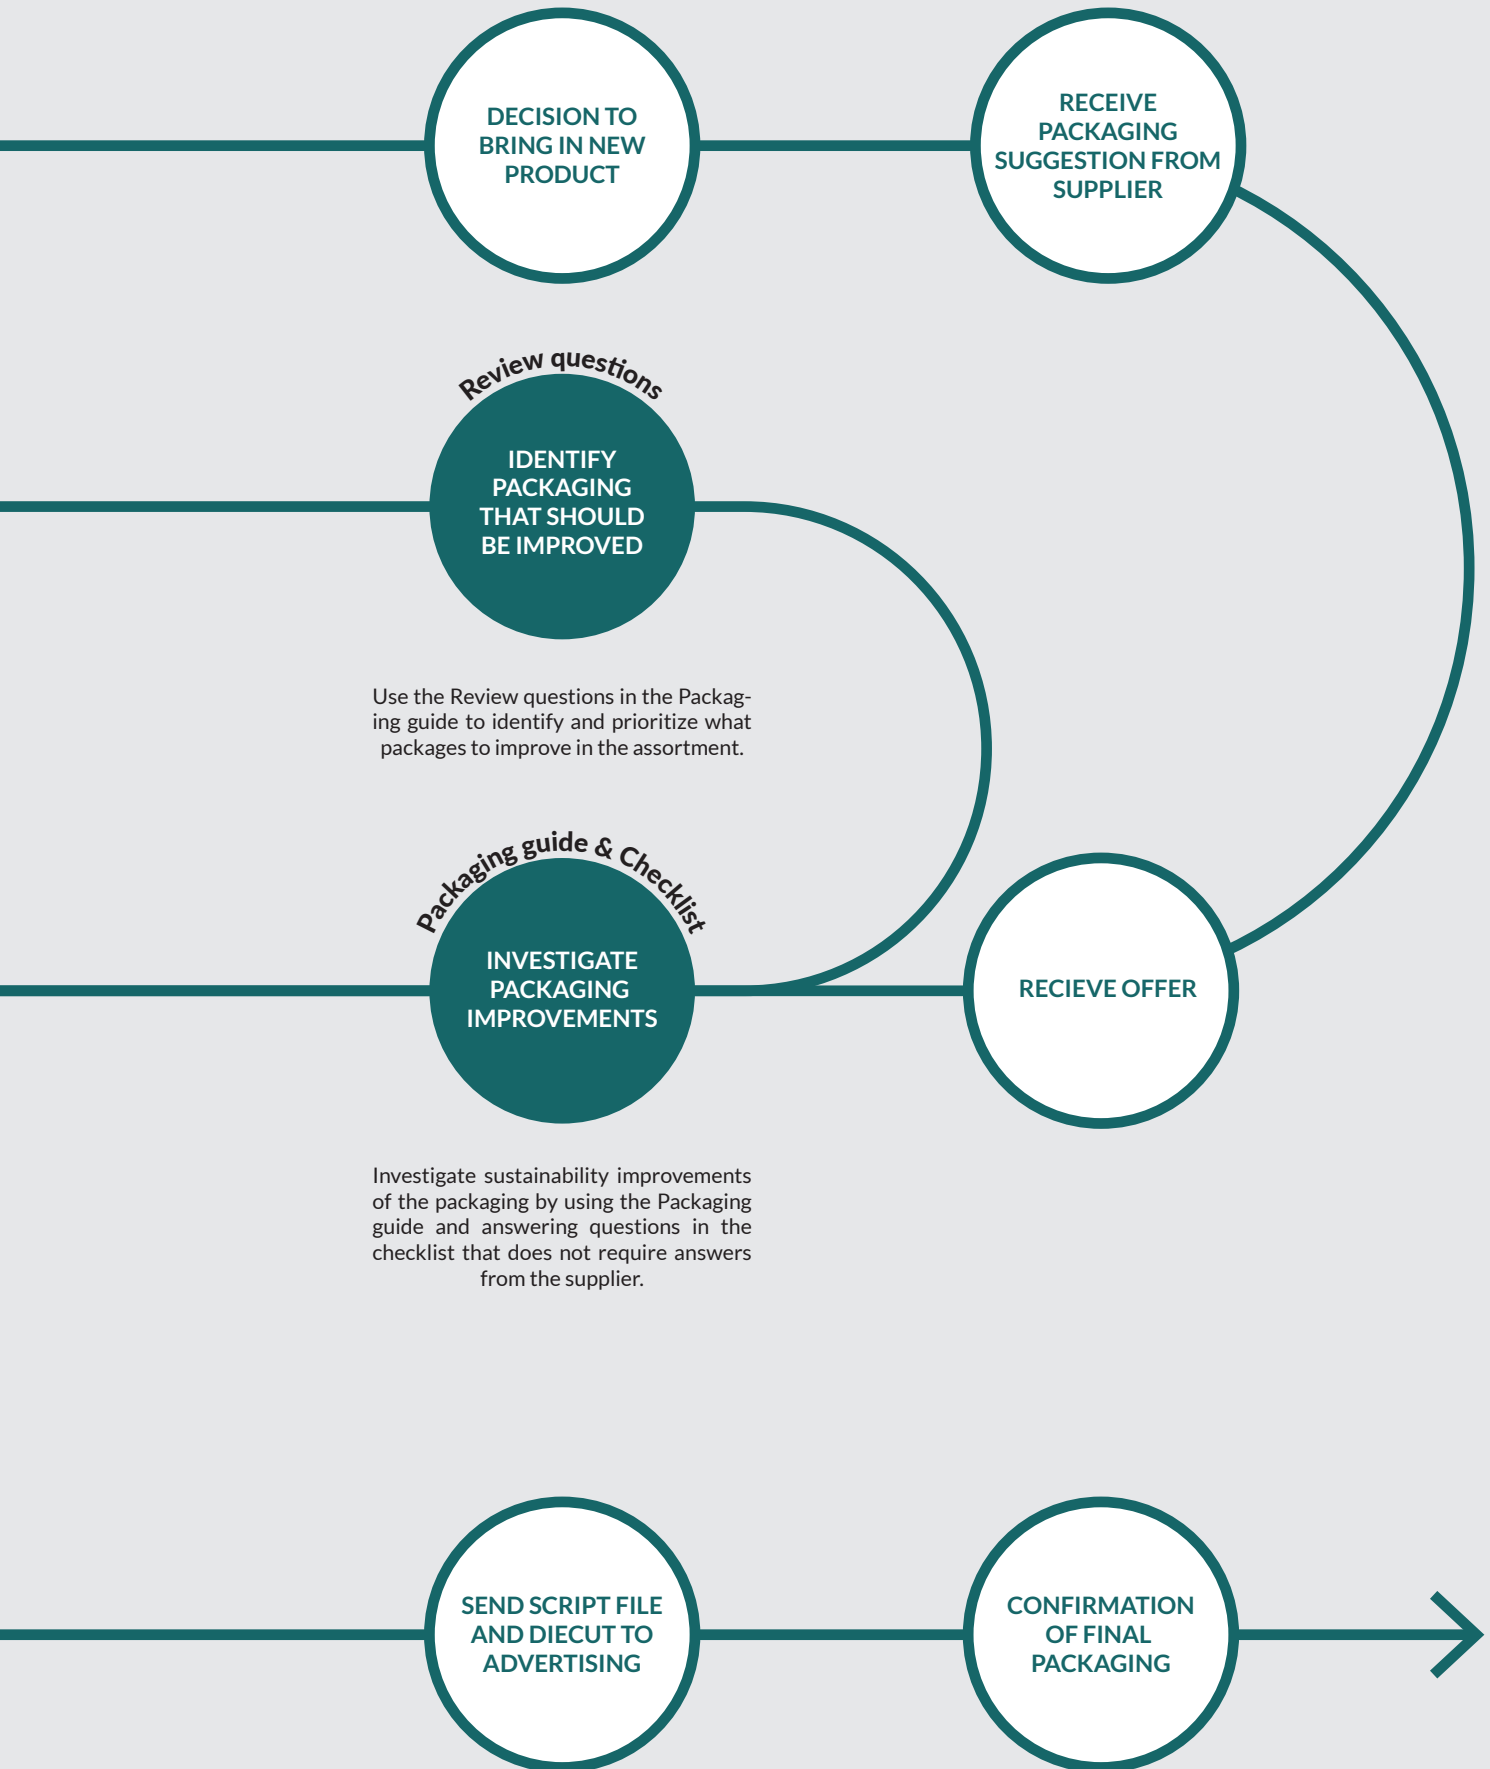 DECISION TO
BRING IN NEW
PRODUCT
RECEIVE
PACKAGING
SUGGESTION FROM
SUPPLIER
Review questions
IDENTIFY
PACKAGING
THAT SHOULD
BE IMPROVED
Use the Review questions in the Packag-
ing guide to identify and prioritize what
packages to improve in the assortment.
Packaging guide & Checklist
INVESTIGATE
PACKAGING
IMPROVEMENTS
RECIEVE OFFER
Investigate sustainability improvements
of the packaging by using the Packaging
guide and answering questions in the
checklist that does not require answers
from the supplier.
SEND SCRIPT FILE
AND DIECUT TO
ADVERTISING
CONFIRMATION
OF FINAL
PACKAGING